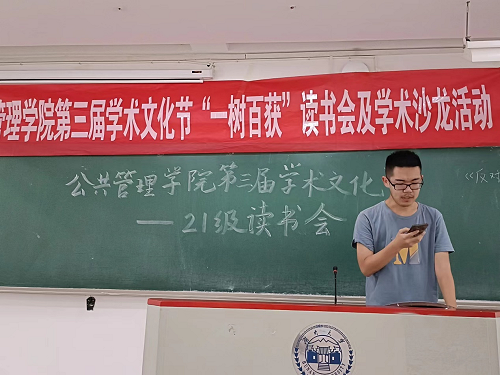 管理学院第三届学术文化节“一树百获”读书会及学术沙龙活动
公共管理学院第三届学术文化
《反对
— 21级读书会
M